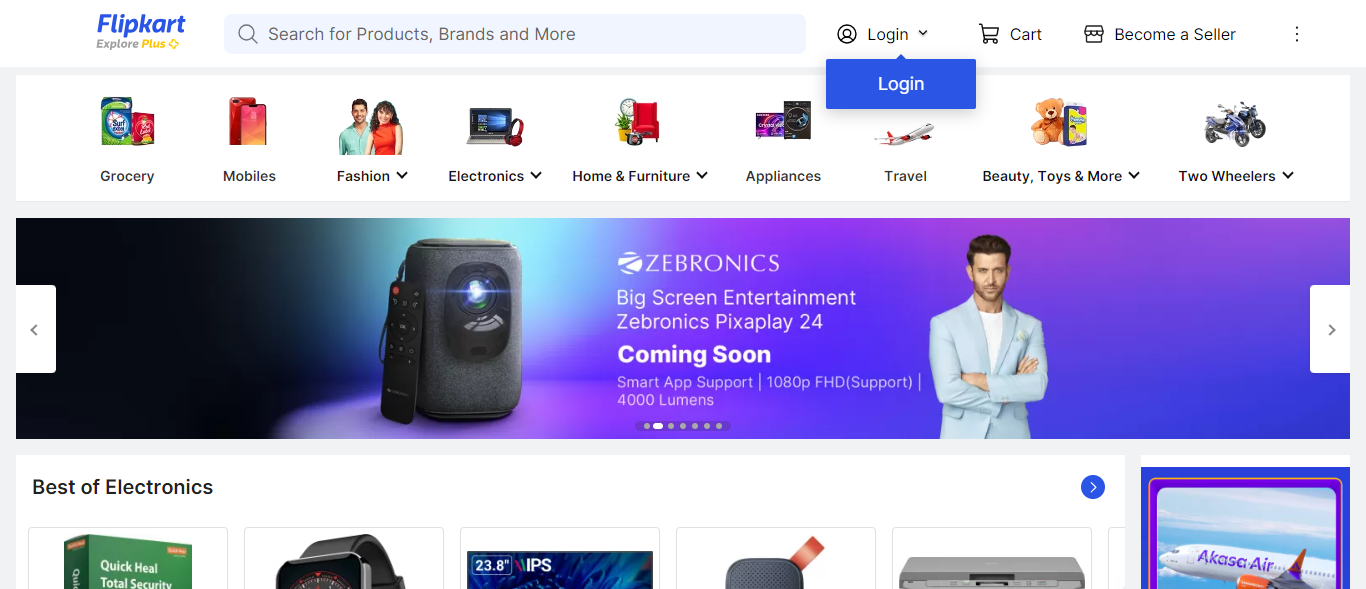 Flipkart
Explore Plus
Search for Products, Brands and More
Login
Cart
Become a Seller
Login
Surf excel
Grocery
Mobiles
Fashion
Electronics
Home & Furniture
Appliances
Travel
Beauty, Toys & More
Two Wheelers
ZEBRONICS
Big Screen Entertainment
Zebronics Pixaplay 24
Coming Soon
Smart App Support | 1080p FHD(Support) |
4000 Lumens
Best of Electronics
Quick Heal
Total Security
23.8" IPS
Akasa Air